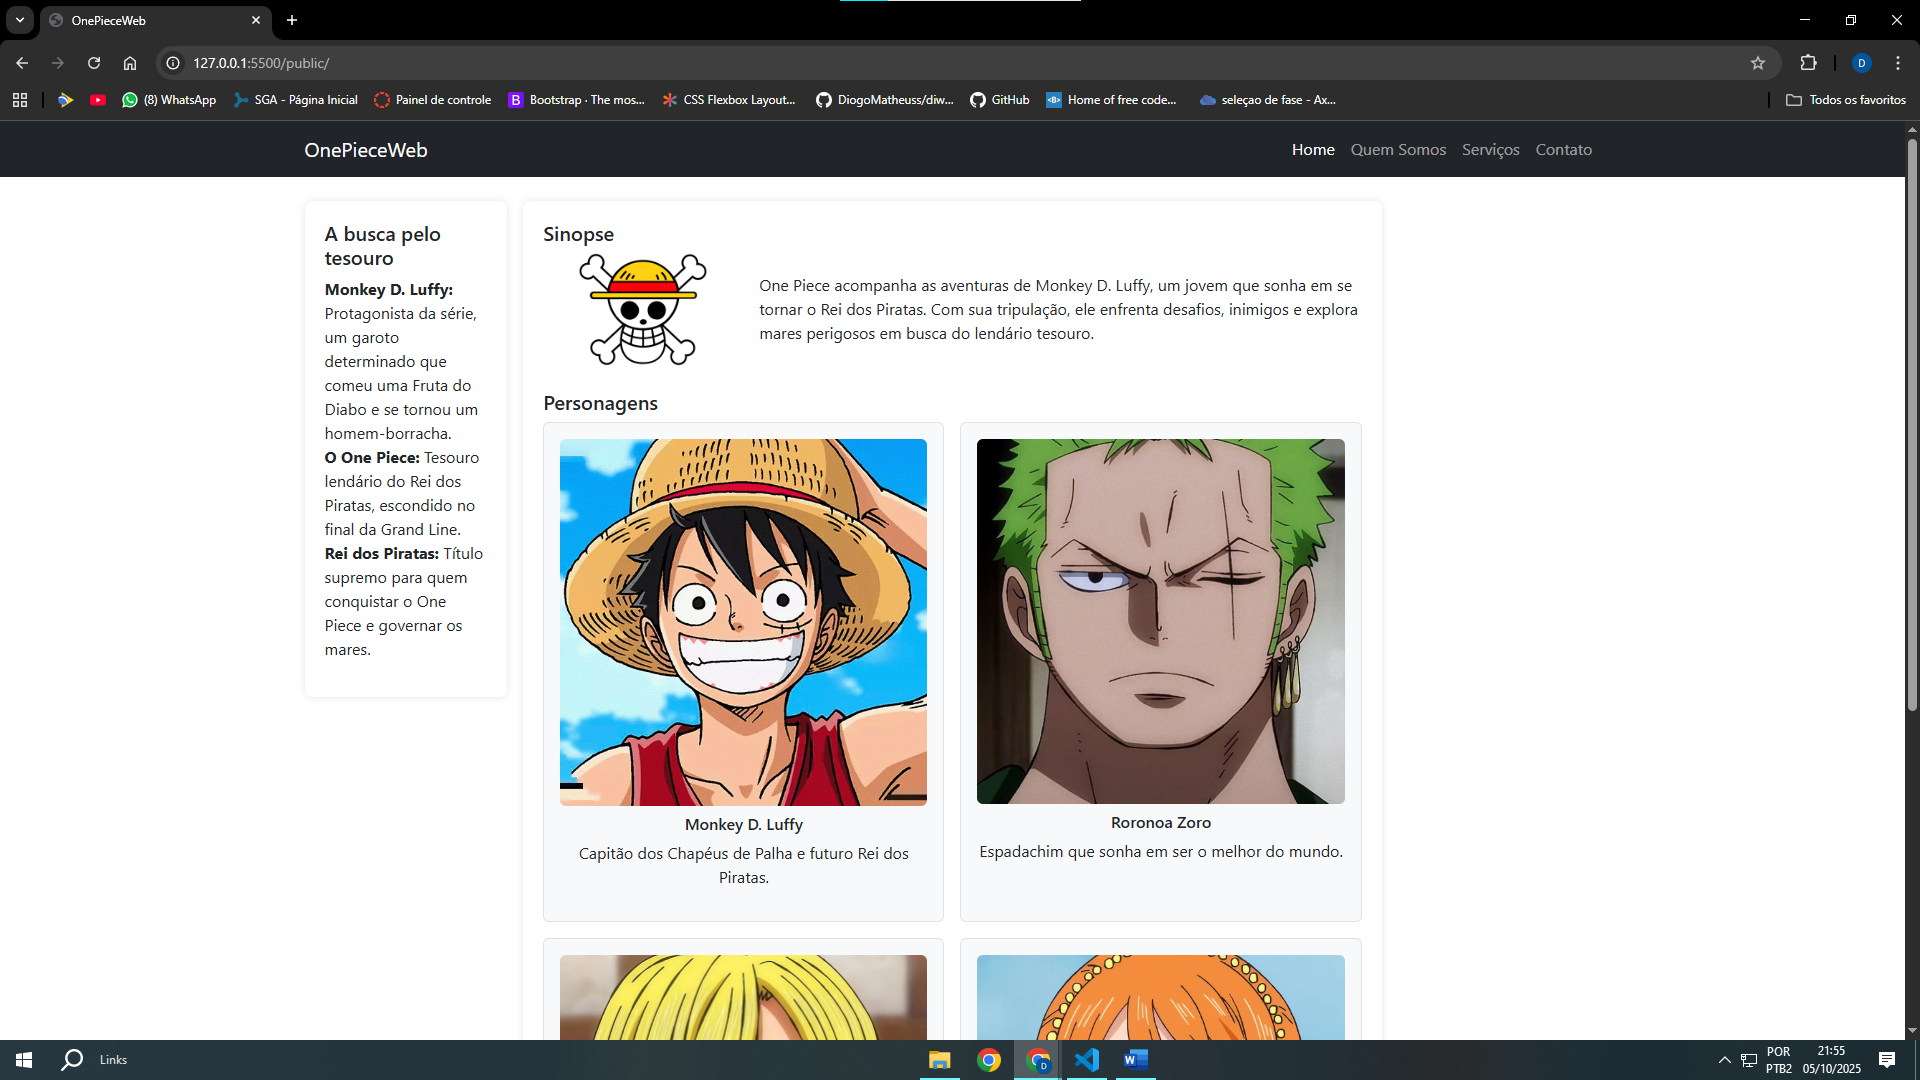 OnePieceWeb
127.0.0.1:5500/public/
D
(8) WhatsApp
SGA - Página Inicial
Painel de controle
B
Bootstrap · The mos...
CSS Flexbox Layout...
DiogoMatheuss/diw...
GitHub
Home of free code...
seleçao de fase - Ax...
Todos os favoritos
OnePieceWeb
Home
Quem Somos
Serviços
Contato
A busca pelo
tesouro
Monkey D. Luffy:
Protagonista da série,
um garoto
determinado que
comeu uma Fruta do
Diabo e se tornou um
homem-borracha.
O One Piece: Tesouro
lendário do Rei dos
Piratas, escondido no
final da Grand Line.
Rei dos Piratas: Título
supremo para quem
conquistar o One
Piece e governar os
mares.
Sinopse
One Piece acompanha as aventuras de Monkey D. Luffy, um jovem que sonha em se
tornar o Rei dos Piratas. Com sua tripulação, ele enfrenta desafios, inimigos e explora
mares perigosos em busca do lendário tesouro.
Personagens
Monkey D. Luffy
Capitão dos Chapéus de Palha e futuro Rei dos
Piratas.
Roronoa Zoro
Espadachim que sonha em ser o melhor do mundo.
Links
D
W
POR
PTB2
21:55
05/10/2025